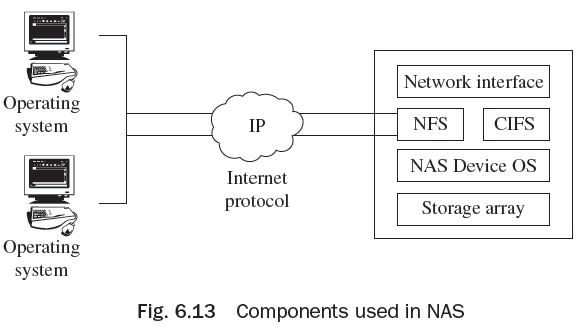 Operating
system
Operating
system
IP
Internet
protocol
Network interface
NFS
CIFS
NAS Device OS
Storage array
Fig. 6.13 Components used in NAS